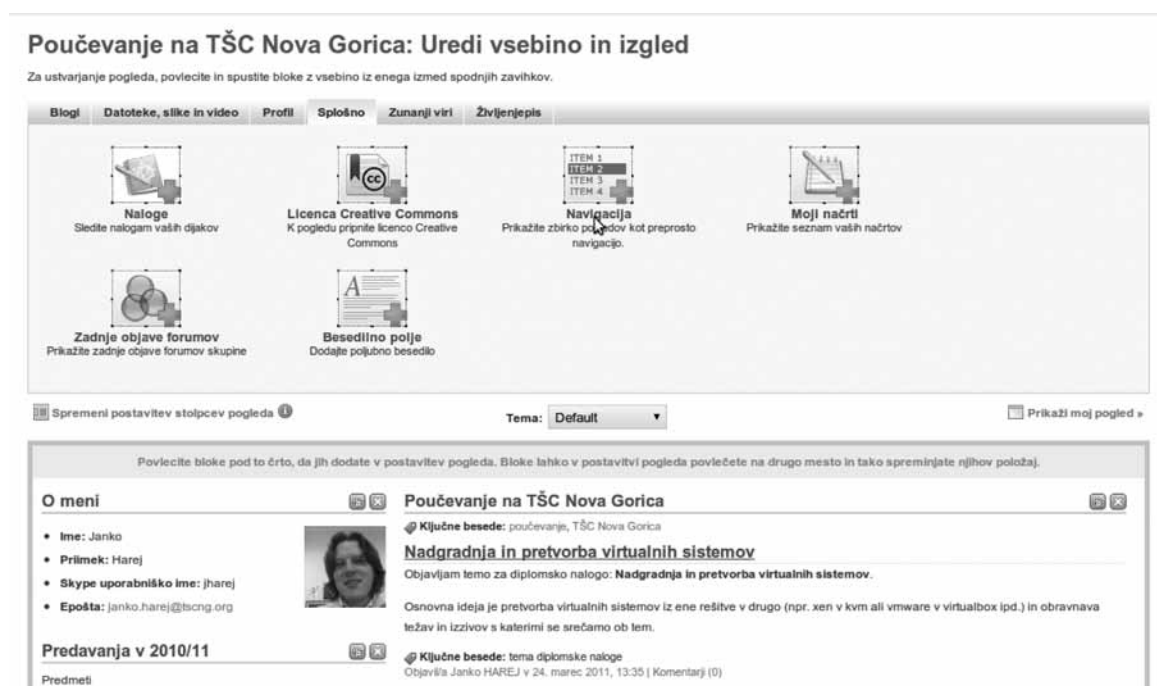 Poučevanje na TŠC Nova Gorica: Uredi vsebino in izgled
Za ustvarjanje pogleda, povlecite in spustite bloke z vsebino iz enega izmed spodnjih zavihkov.
Blogi Datoteke, slike in video Profil Splošno Zunanji viri Življenjepis
ITEM 1
ITEM 2
ITEM 3
ITEM 4
Naloge
Sledite nalogam vaših dijakov
Licenca Creative Commons
K pogledu pripnite licenco Creative
Commons
Navigacija
Prikažite zbirko pogledov kot preprosto
navigacijo.
Moji načrti
Prikažite seznam vaših načrtov
Zadnje objave forumov
Prikažite zadnje objave forumov skupine
Besedilno polje
Dodajte poljubno besedilo
Spremeni postavitev stolpcev pogleda
Tema: Default
Prikaži moj pogled »
Povlecite bloke pod to črto, da jih dodate v postavitev pogleda. Bloke lahko v postavitvi pogleda povlečete na drugo mesto in tako spreminjate njihov položaj.
O meni
Ime: Janko
Priimek: Harej
Skype uporabniško ime: jharej
Epošta: janko.harej@tscng.org
Predavanja v 2010/11
Predmeti
Poučevanje na TŠC Nova Gorica
Ključne besede: poučevanje, TŠC Nova Gorica
Nadgradnja in pretvorba virtualnih sistemov
Objavljam temo za diplomsko nalogo: Nadgradnja in pretvorba virtualnih sistemov.
Osnovna ideja je pretvorba virtualnih sistemov iz ene rešitve v drugo (npr. xen v kvm ali vmware v virtualbox ipd.) in obravnava
težav in izzivov s katerimi se srečamo ob tem.
Ključne besede: tema diplomske naloge
Objavil/a Janko HAREJ v 24. marec 2011, 13:35 | Komentarji (0)